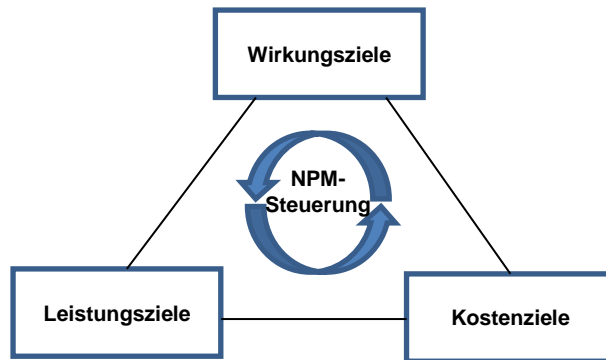 Wirkungsziele
NPM-
Steuerung
Leistungsziele
Kostenziele